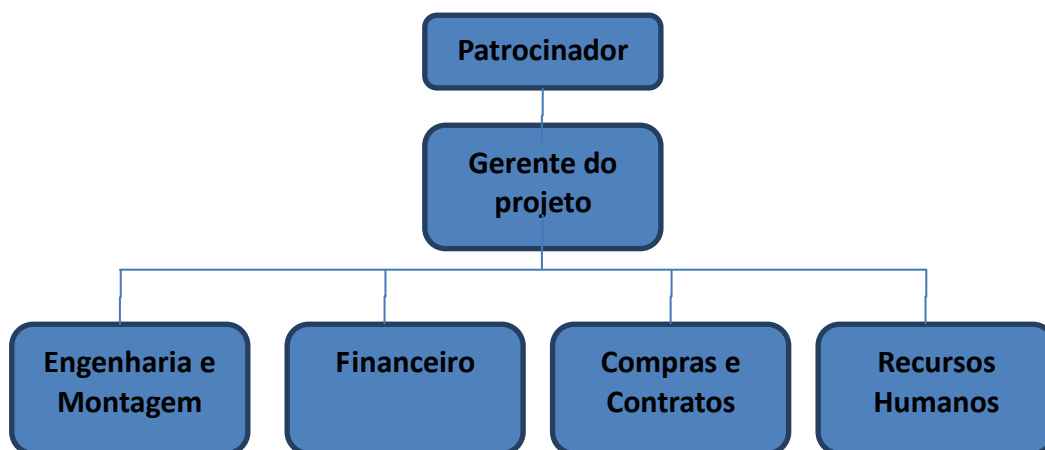 Patrocinador
Gerente do
projeto
Engenharia e
Montagem
Financeiro
Compras e
Contratos
Recursos
Humanos